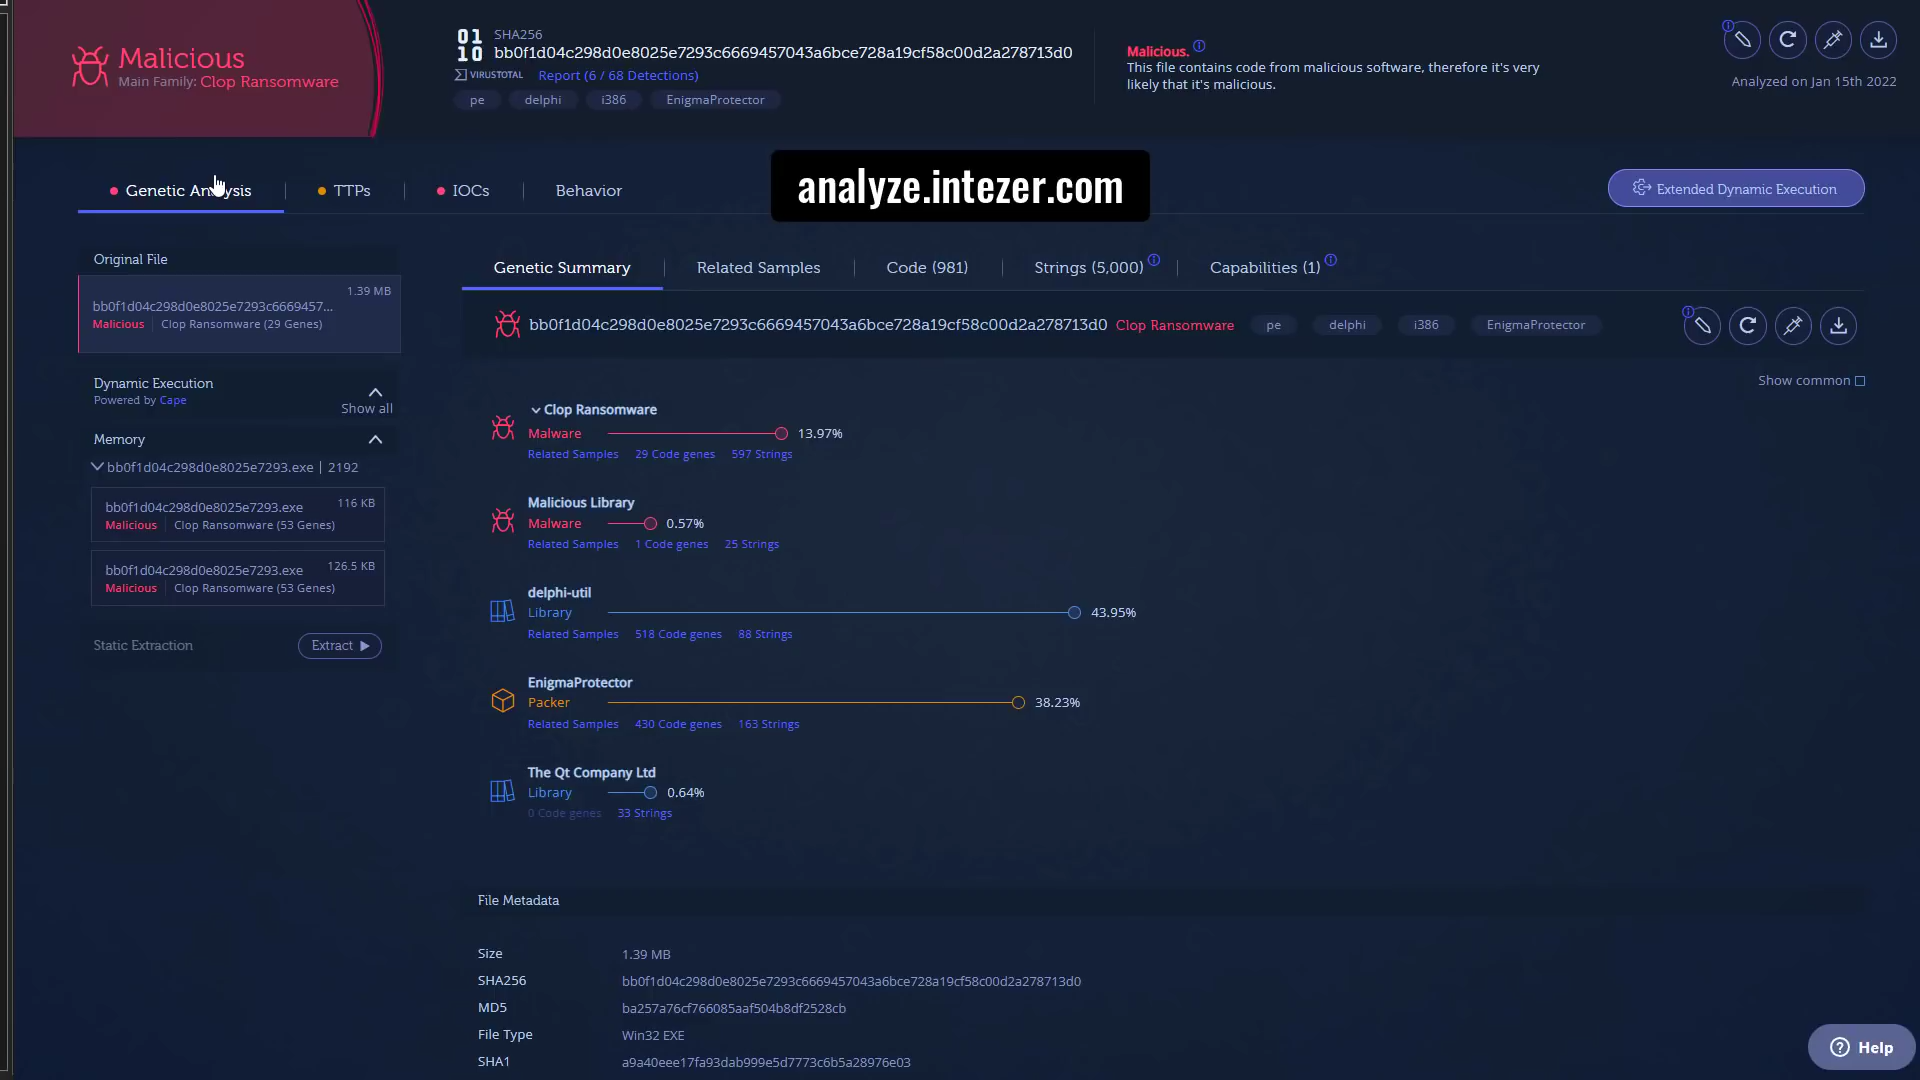 Malicious
Main Family: Clop Ransomware
01
10
SHA256
bb0f1d04c298d0e8025e7293c6669457043a6bce728a19cf58c00d2a278713d0
VIRUSTOTAL Report (6 / 68 Detections)
pe delphi i386 EnigmaProtector
Malicious.
This file contains code from malicious software, therefore it's very
likely that it's malicious.
Analyzed on Jan 15th 2022
Genetic Analysis TTPs IOCs Behavior
analyze.intezer.com
Extended Dynamic Execution
Original File
1.39 MB
bb0f1d04c298d0e8025e7293c6669457...
Malicious Clop Ransomware (29 Genes)
Dynamic Execution
Powered by Cape
Show all
Memory
bb0f1d04c298d0e8025e7293.exe | 2192
bb0f1d04c298d0e8025e7293.exe 116 KB
Malicious Clop Ransomware (53 Genes)
bb0f1d04c298d0e8025e7293.exe 126.5 KB
Malicious Clop Ransomware (53 Genes)
Static Extraction Extract
Genetic Summary Related Samples Code (981) Strings (5,000) Capabilities (1)
bb0f1d04c298d0e8025e7293c6669457043a6bce728a19cf58c00d2a278713d0 Clop Ransomware pe delphi i386 EnigmaProtector
Show common
Clop Ransomware
Malware 13.97%
Related Samples 29 Code genes 597 Strings
Malicious Library
Malware 0.57%
Related Samples 1 Code genes 25 Strings
delphi-util
Library 43.95%
Related Samples 518 Code genes 88 Strings
EnigmaProtector
Packer 38.23%
Related Samples 430 Code genes 163 Strings
The Qt Company Ltd
Library 0.64%
0 Code genes 33 Strings
File Metadata
Size 1.39 MB
SHA256 bb0f1d04c298d0e8025e7293c6669457043a6bce728a19cf58c00d2a278713d0
MD5 ba257a76cf766085aaf504b8df2528cb
File Type Win32 EXE
SHA1 a9a40eee17fa93dab999e5d7773c6b5a28976e03
Help